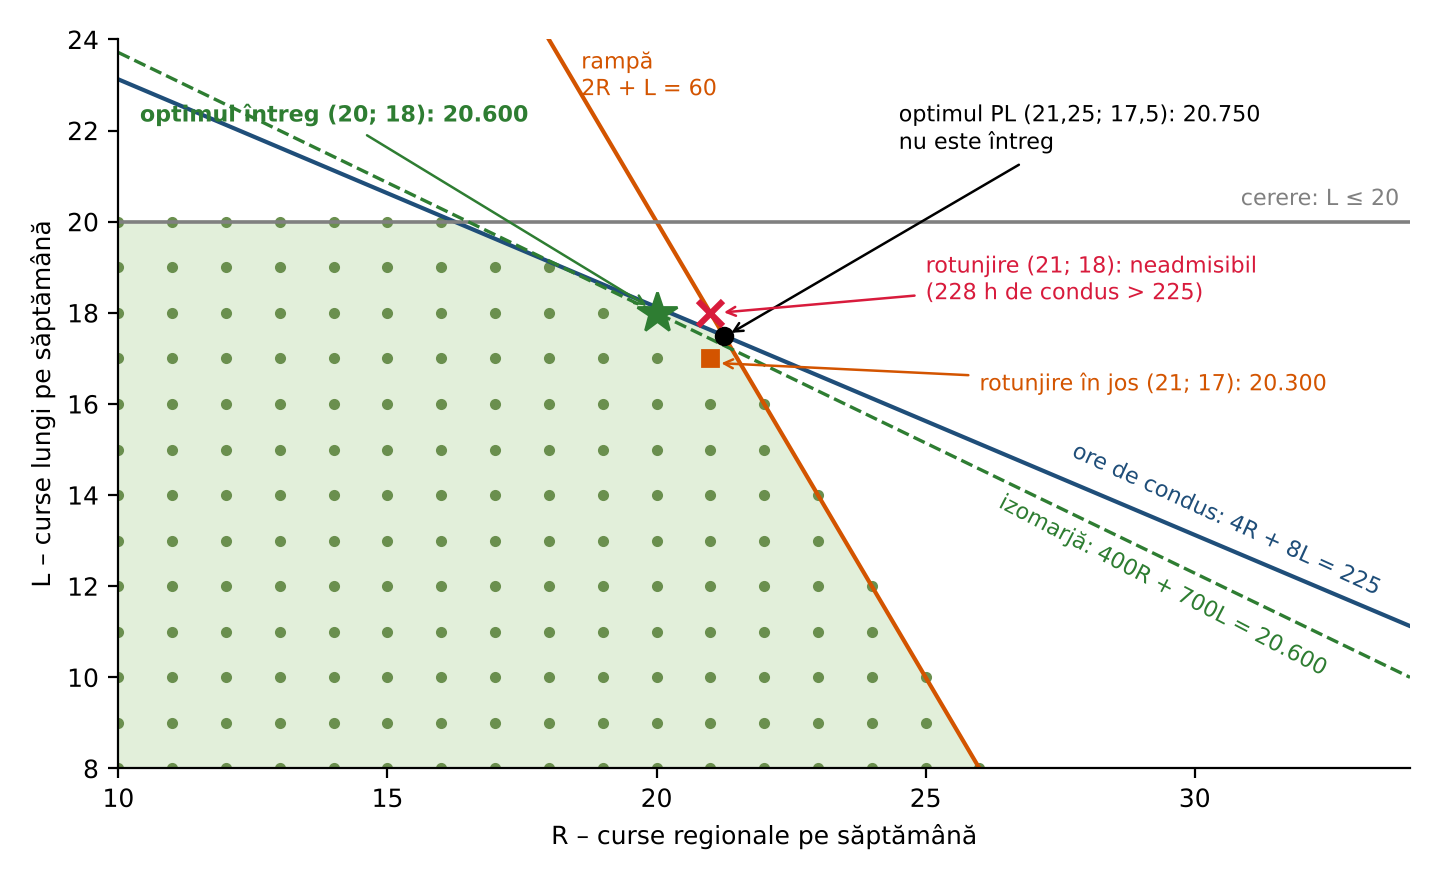 24
22
20
18
16
14
12
10
8
L – curse lungi pe săptămână
rampă
2R + L = 60
optimul întreg (20; 18): 20.600
optimul PL (21,25; 17,5): 20.750
nu este întreg
cerere: L ≤ 20
rotunjire (21; 18): neadmisibil
(228 h de condus > 225)
rotunjire în jos (21; 17): 20.300
ore de condus: 4R + 8L = 225
izomarjă: 400R + 700L = 20.600
10
15
20
25
30
R – curse regionale pe săptămână